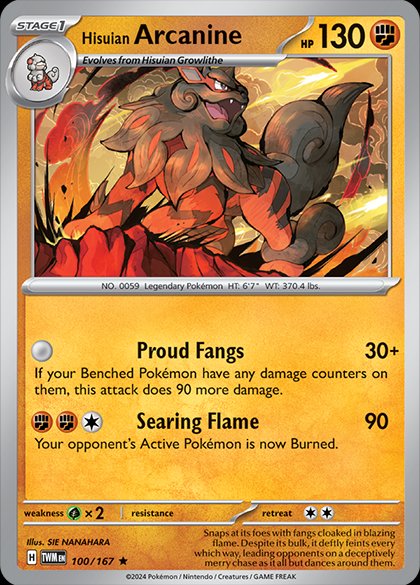 STAGE 1
Hisuian Arcanine HP 130
Evolves from Hisuian Growlithe
NO. 0059 Legendary Pokémon HT: 6'7" WT: 370.4 lbs.
Proud Fangs 30+
If your Benched Pokémon have any damage counters on
them, this attack does 90 more damage.
Searing Flame 90
Your opponent's Active Pokémon is now Burned.
weakness ×2 resistance retreat
Illus. SIE NANAHARA
Snaps at its foes with fangs cloaked in blazing
flame. Despite its bulk, it deftly feints every
which way, leading opponents on a deceptively
merry chase as it all but dances around them.
H TWM EN 100/167 ★
©2024 Pokémon / Nintendo / Creatures / GAME FREAK